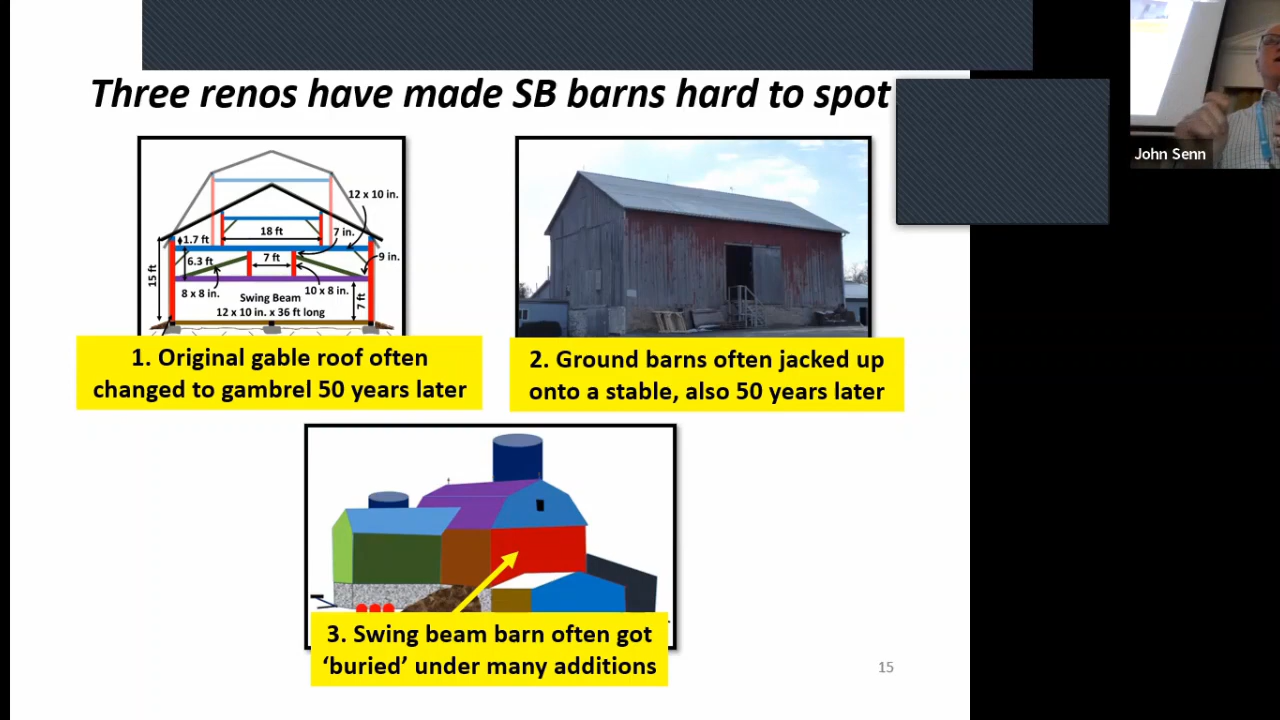 Three renos have made SB barns hard to spot
John Senn
12 x 10 in.
1.7 ft
18 ft
7 in.
6.3 ft
7 ft
9 in.
15 ft
8 x 8 in.
10 x 8 in.
7 ft
Swing Beam
12 x 10 in. x 36 ft long
1. Original gable roof often
changed to gambrel 50 years later
2. Ground barns often jacked up
onto a stable, also 50 years later
3. Swing beam barn often got
‘buried’ under many additions
15